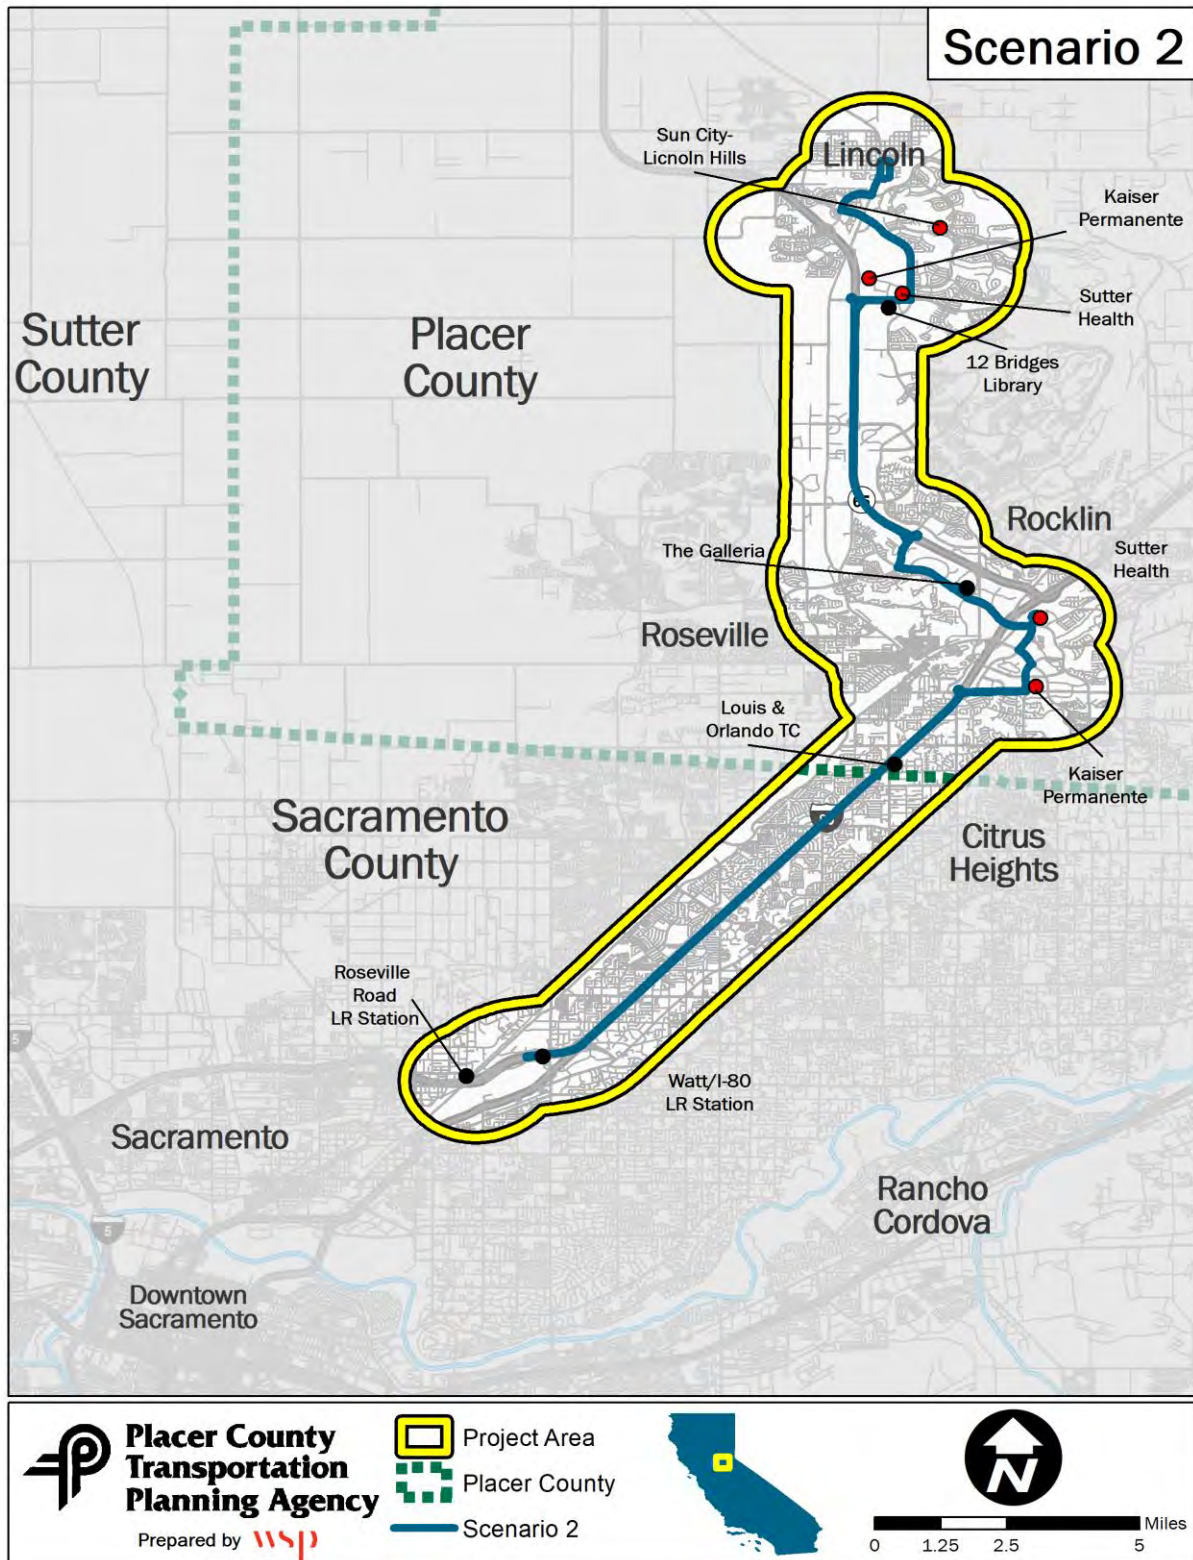 Scenario 2
Sun City-
Licnoln Hills
Lincoln
Kaiser
Permanente
Sutter
Health
12 Bridges
Library
Sutter
County
Placer
County
65
Rocklin
The Galleria
Sutter
Health
Roseville
Louis &
Orlando TC
Kaiser
Permanente
Sacramento
County
Citrus
Heights
Roseville
Road
LR Station
Watt/I-80
LR Station
5
Sacramento
Rancho
Cordova
5
Downtown
Sacramento
Placer County
Transportation
Planning Agency
Prepared by wsp
Project Area
Placer County
Scenario 2
N
Miles
0 1.25 2.5 5